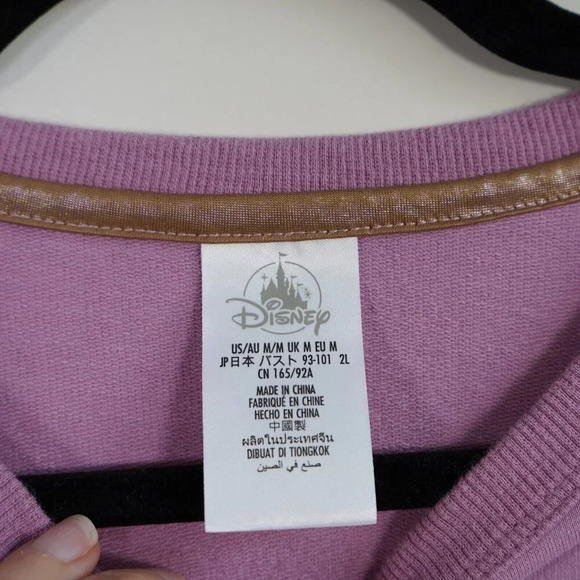 Disney
US/AU M/M UK M EU M
JP日本 バスト 93-101 2L
CN 165/92A
MADE IN CHINA
FABRIQUÉ EN CHINE
HECHO EN CHINA
中國製
ผลิตในประเทศจีน
DIBUAT DI TIONGKOK
صنع في الصين